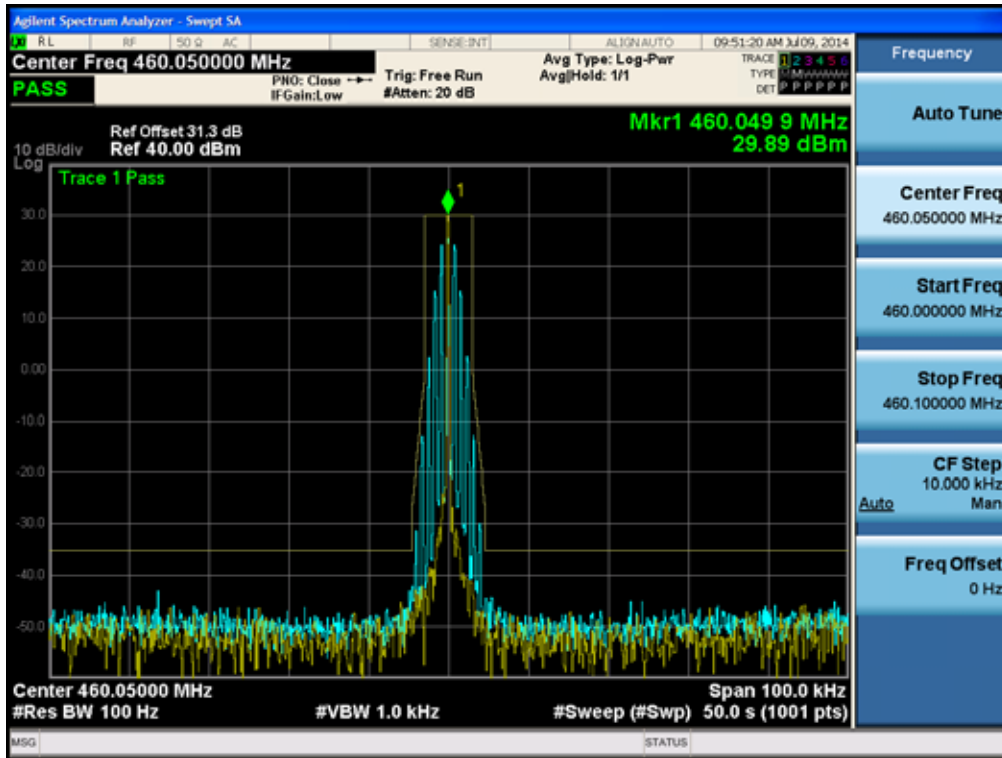 Agilent Spectrum Analyzer - Swept SA
RL RF 50 Ω AC SENSE:INT ALIGN AUTO 09:51:20 AM Jul 09, 2014
Center Freq 460.050000 MHz Avg Type: Log-Pwr TRACE 1 2 3 4 5 6
PASS PNO: Close Trig: Free Run Avg|Hold: 1/1 TYPE M M W W W W
IFGain:Low #Atten: 20 dB DET P P P P P P
Mkr1 460.049 9 MHz
29.89 dBm
Ref Offset 31.3 dB
10 dB/div Ref 40.00 dBm
Log
Trace 1 Pass
1
30.0
20.0
10.0
0.00
-10.0
-20.0
-30.0
-40.0
-50.0
Center 460.05000 MHz Span 100.0 kHz
#Res BW 100 Hz #VBW 1.0 kHz #Sweep (#Swp) 50.0 s (1001 pts)
MSG STATUS
Frequency
Auto Tune
Center Freq
460.050000 MHz
Start Freq
460.000000 MHz
Stop Freq
460.100000 MHz
CF Step
10.000 kHz
Auto Man
Freq Offset
0 Hz